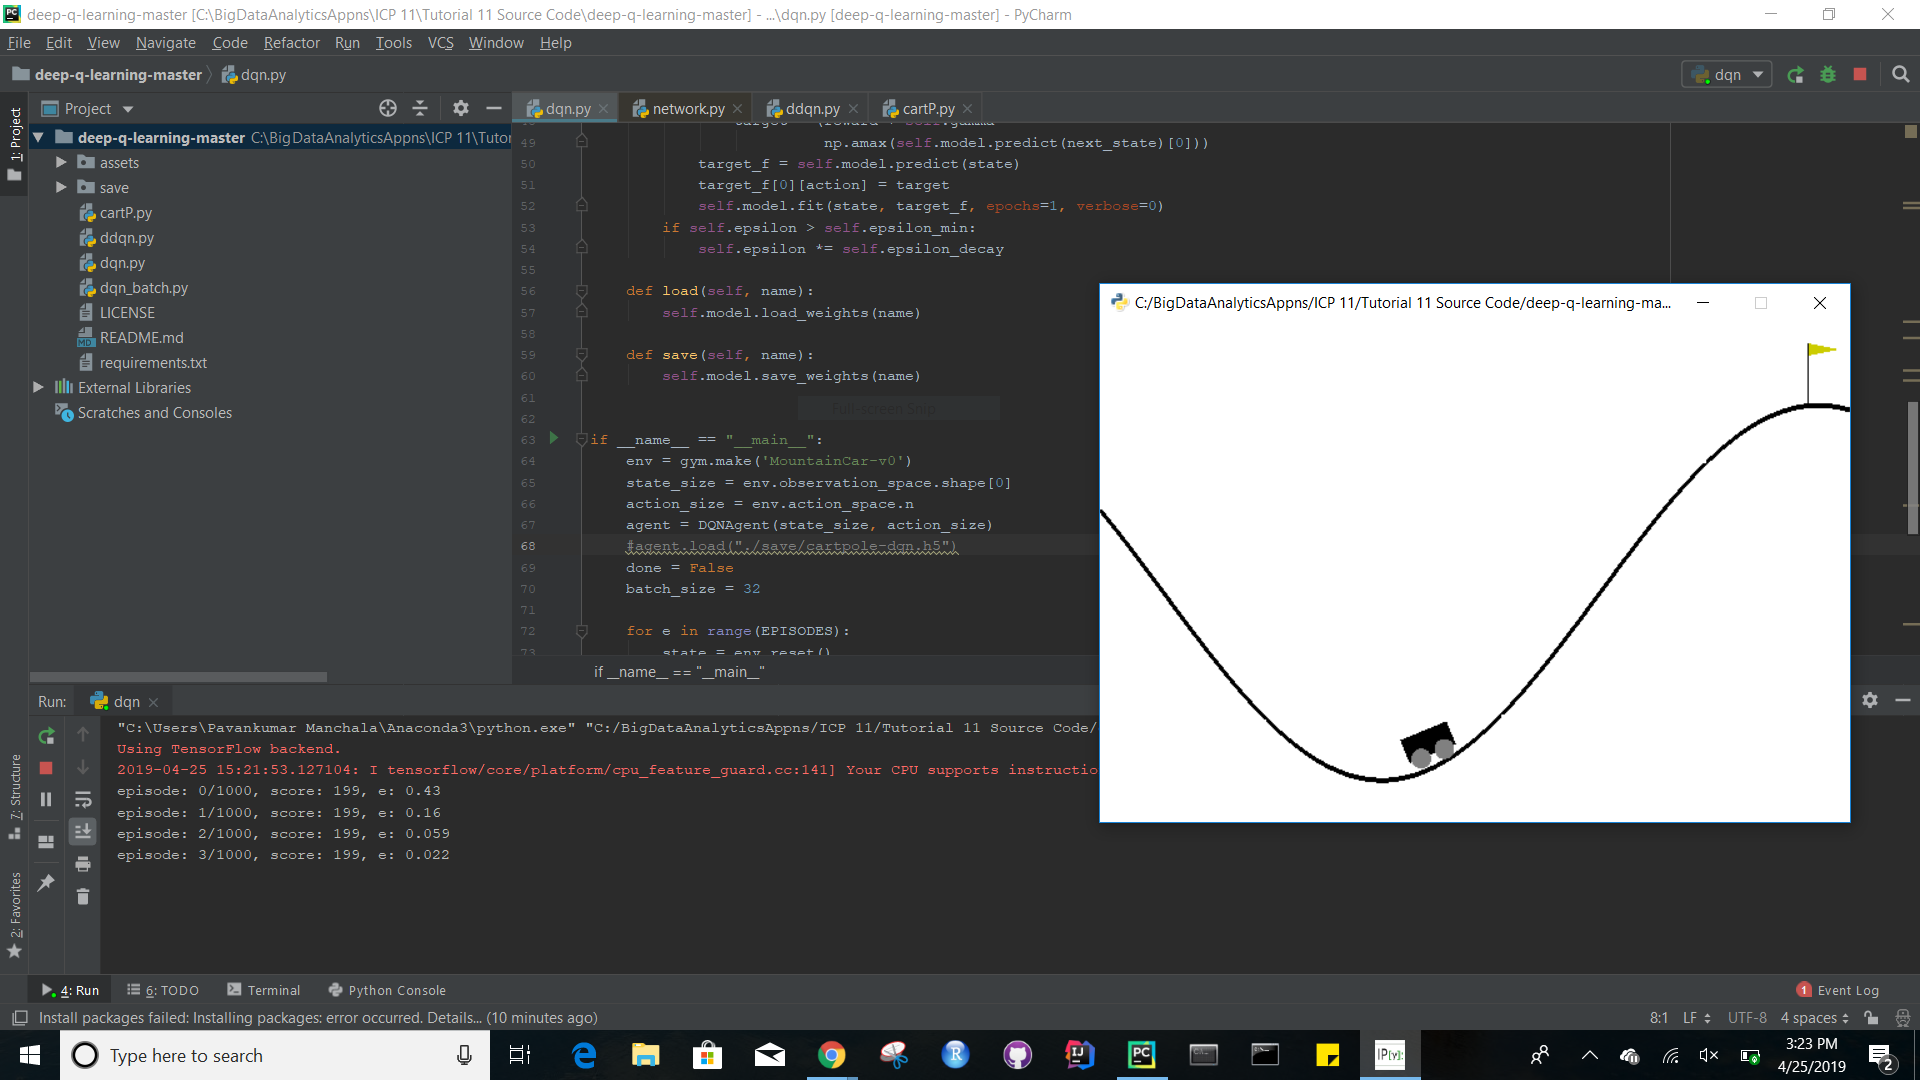 deep-q-learning-master [C:\BigDataAnalyticsAppns\ICP 11\Tutorial 11 Source Code\deep-q-learning-master] - ...\dqn.py [deep-q-learning-master] - PyCharm
File Edit View Navigate Code Refactor Run Tools VCS Window Help
deep-q-learning-master dqn.py
dqn
1: Project
Project
dqn.py network.py ddqn.py cartP.py
deep-q-learning-master C:\BigDataAnalyticsAppns\ICP 11\Tutor
assets
save
cartP.py
ddqn.py
dqn.py
dqn_batch.py
LICENSE
README.md
requirements.txt
External Libraries
Scratches and Consoles
49 np.amax(self.model.predict(next_state)[0]))
50 target_f = self.model.predict(state)
51 target_f[0][action] = target
52 self.model.fit(state, target_f, epochs=1, verbose=0)
53 if self.epsilon > self.epsilon_min:
54 self.epsilon *= self.epsilon_decay
55
56 def load(self, name):
57 self.model.load_weights(name)
58
59 def save(self, name):
60 self.model.save_weights(name)
61
Full-screen Snip
62
63 if __name__ == "__main__":
64 env = gym.make('MountainCar-v0')
65 state_size = env.observation_space.shape[0]
66 action_size = env.action_space.n
67 agent = DQNAgent(state_size, action_size)
68 #agent.load("./save/cartpole-dqn.h5")
69 done = False
70 batch_size = 32
71
72 for e in range(EPISODES):
73 state = env.reset()
if __name__ == "__main__"
C:/BigDataAnalyticsAppns/ICP 11/Tutorial 11 Source Code/deep-q-learning-ma...
Run: dqn
"C:\Users\Pavankumar Manchala\Anaconda3\python.exe" "C:/BigDataAnalyticsAppns/ICP 11/Tutorial 11 Source Code/
Using TensorFlow backend.
2019-04-25 15:21:53.127104: I tensorflow/core/platform/cpu_feature_guard.cc:141] Your CPU supports instructio
episode: 0/1000, score: 199, e: 0.43
episode: 1/1000, score: 199, e: 0.16
episode: 2/1000, score: 199, e: 0.059
episode: 3/1000, score: 199, e: 0.022
7: Structure
2: Favorites
4: Run 6: TODO Terminal Python Console
1 Event Log
Install packages failed: Installing packages: error occurred. Details... (10 minutes ago)
8:1 LF UTF-8 4 spaces
Type here to search
3:23 PM
4/25/2019
2